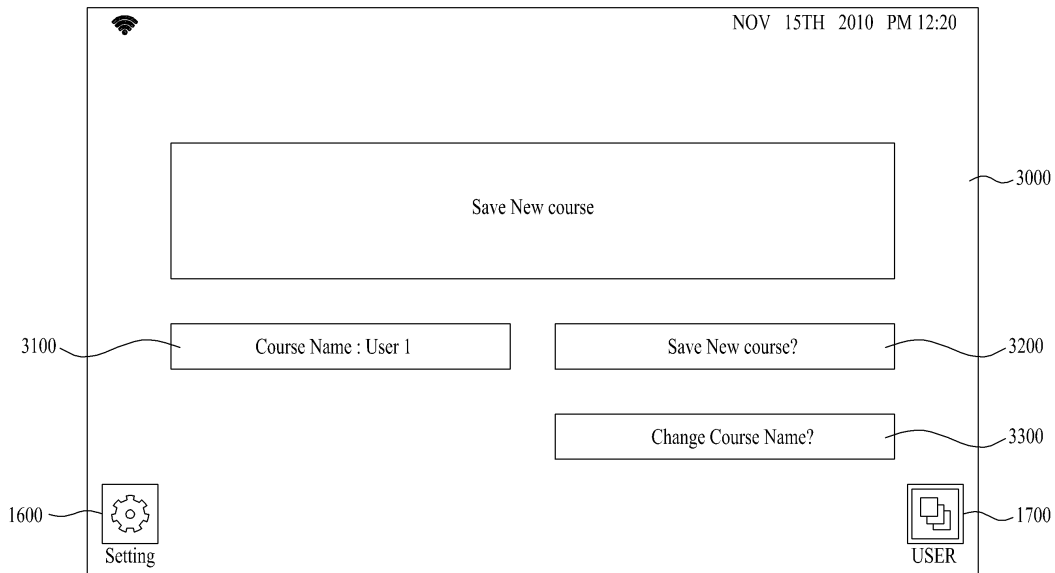 NOV 15TH 2010 PM 12:20
Save New course
3000
3100
Course Name : User 1
Save New course?
3200
Change Course Name?
3300
1600
Setting
1700
USER